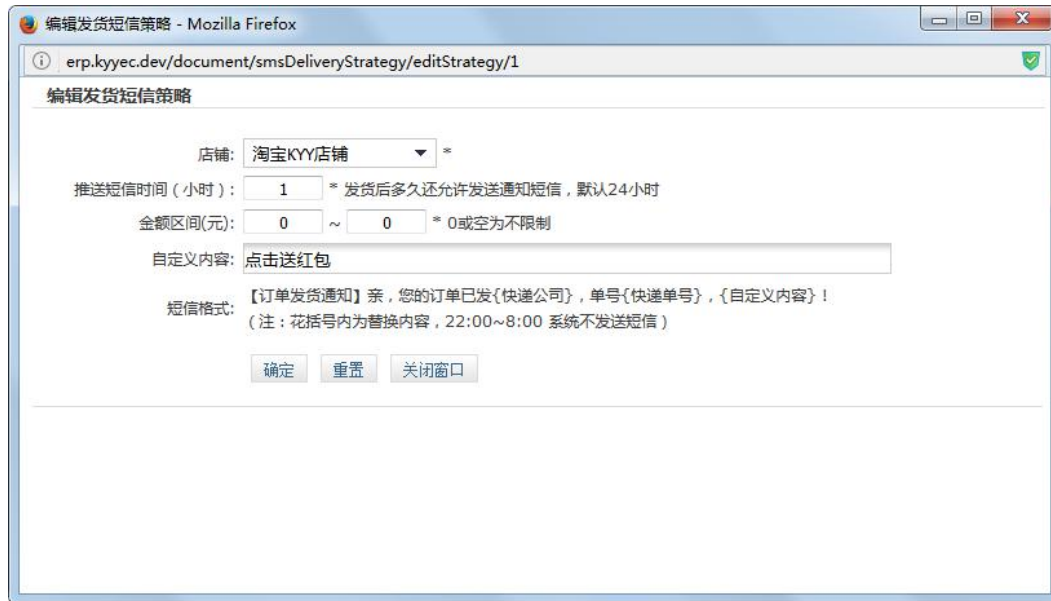 编辑发货短信策略 - Mozilla Firefox
erp.kyyec.dev/document/smsDeliveryStrategy/editStrategy/1
编辑发货短信策略
店铺: 淘宝KYY店铺 *
推送短信时间（小时）: 1 * 发货后多久还允许发送通知短信，默认24小时
金额区间(元): 0 ~ 0 * 0或空为不限制
自定义内容: 点击送红包
短信格式: 【订单发货通知】亲，您的订单已发{快递公司}，单号{快递单号}，{自定义内容}！
（注：花括号内为替换内容，22:00~8:00 系统不发送短信）
确定 重置 关闭窗口